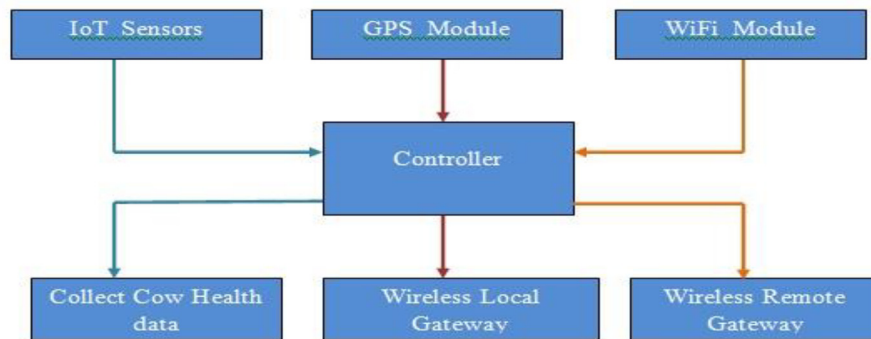 IoT Sensors
GPS Module
WiFi Module
Controller
Collect Cow Health
data
Wireless Local
Gateway
Wireless Remote
Gateway